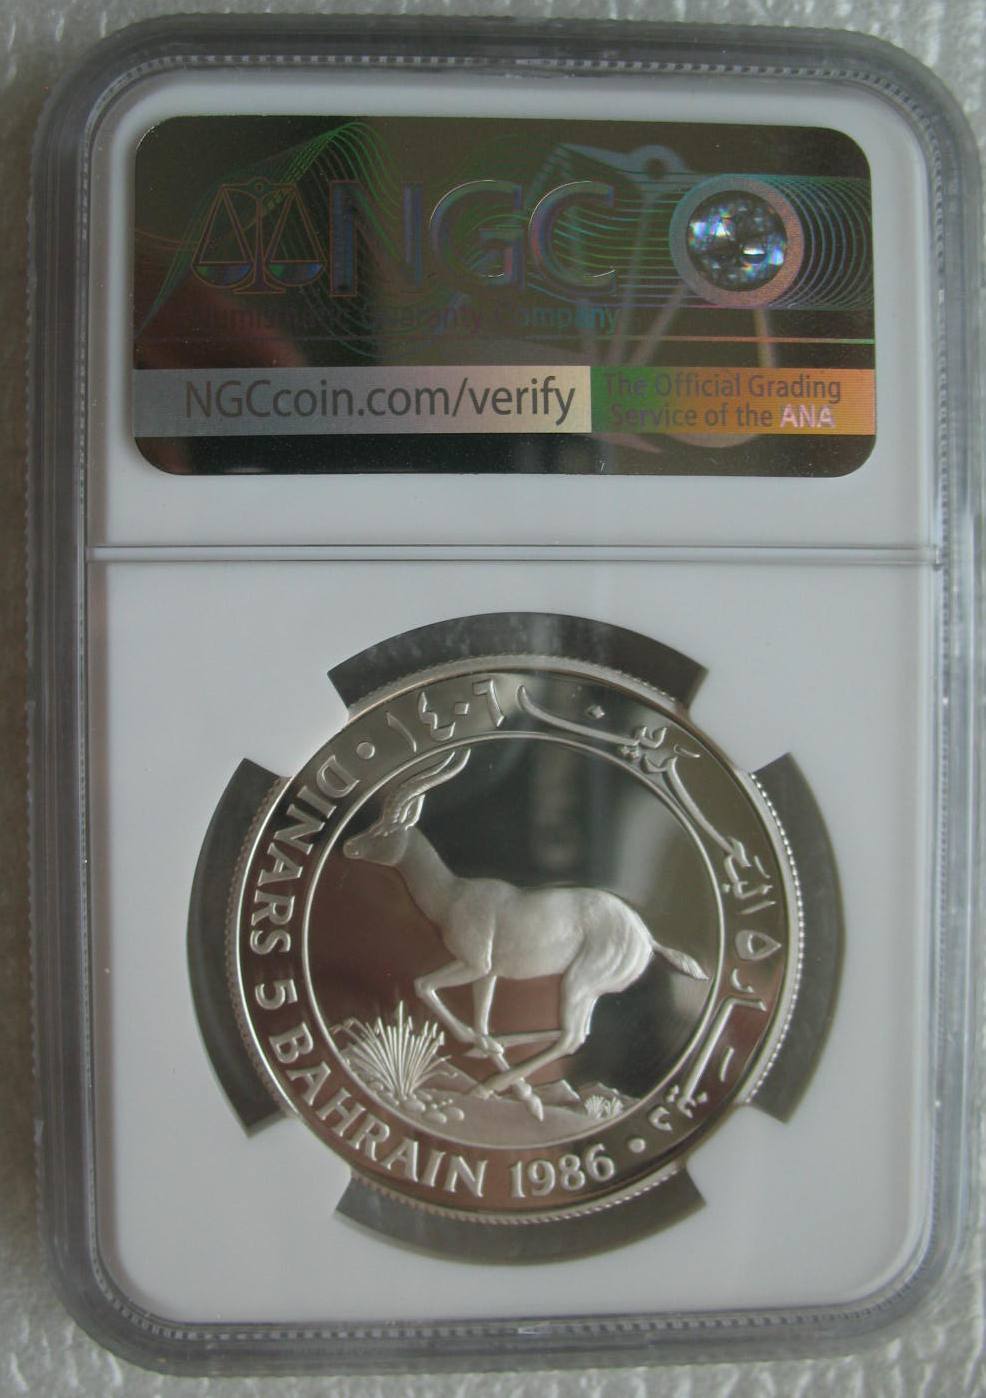 NGC
Numismatic Guaranty Company
NGCcoin.com/verify
The Official Grading
Service of the ANA
١٤٠٦
٥
DINARS 5 BAHRAIN 1986